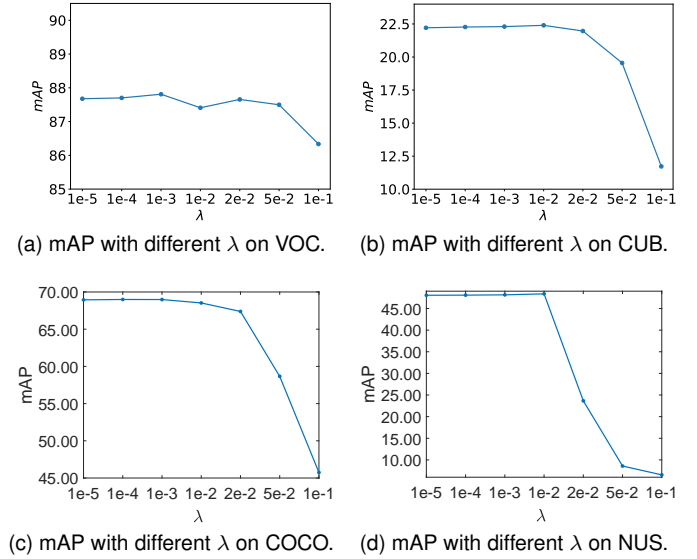 90
89
88
87
86
85
mAP
1e-5 1e-4 1e-3 1e-2 2e-2 5e-2 1e-1
λ
(a) mAP with different λ on VOC.
22.5
20.0
17.5
15.0
12.5
10.0
mAP
1e-5 1e-4 1e-3 1e-2 2e-2 5e-2 1e-1
λ
(b) mAP with different λ on CUB.
70.00
65.00
60.00
55.00
50.00
45.00
mAP
1e-5 1e-4 1e-3 1e-2 2e-2 5e-2 1e-1
λ
(c) mAP with different λ on COCO.
45.00
40.00
35.00
30.00
25.00
20.00
15.00
10.00
mAP
1e-5 1e-4 1e-3 1e-2 2e-2 5e-2 1e-1
λ
(d) mAP with different λ on NUS.